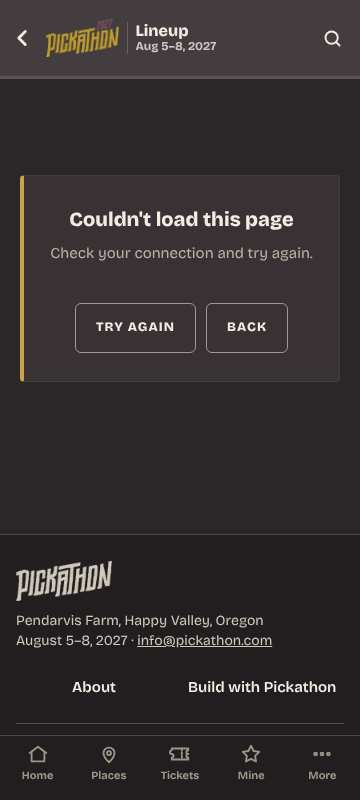 2027
PICKATHON
Lineup
Aug 5–8, 2027
Couldn't load this page
Check your connection and try again.
TRY AGAIN
BACK
PICKATHON
Pendarvis Farm, Happy Valley, Oregon
August 5–8, 2027 · info@pickathon.com
About
Build with Pickathon
Home
Places
Tickets
Mine
More